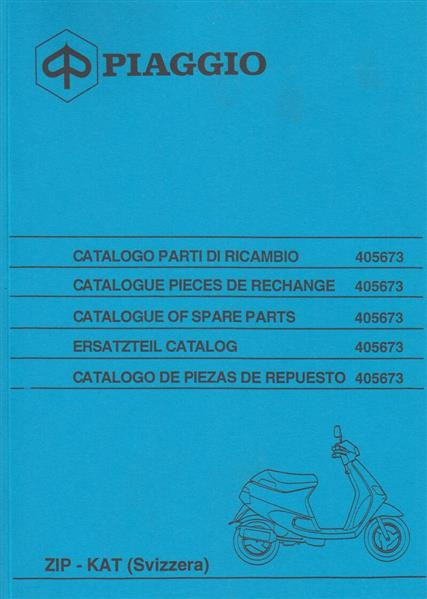 PIAGGIO
CATALOGO PARTI DI RICAMBIO 405673
CATALOGUE PIECES DE RECHANGE 405673
CATALOGUE OF SPARE PARTS 405673
ERSATZTEIL CATALOG 405673
CATALOGO DE PIEZAS DE REPUESTO 405673
ZIP - KAT (Svizzera)